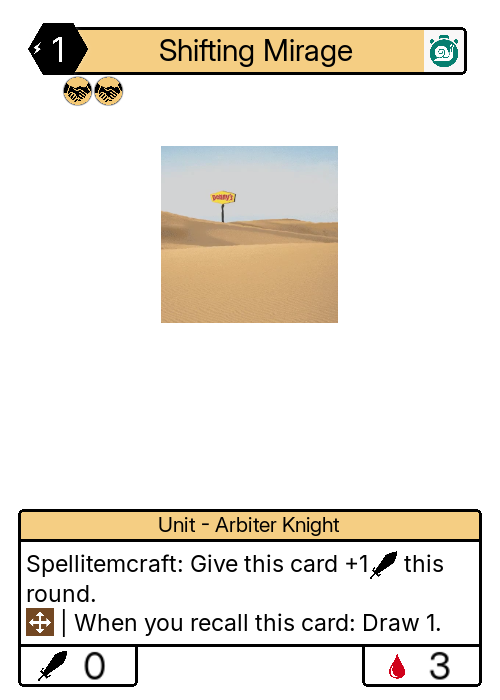 1
Shifting Mirage
Denny's
Unit - Arbiter Knight
Spellitemcraft: Give this card +1 this
round.
| When you recall this card: Draw 1.
0
3